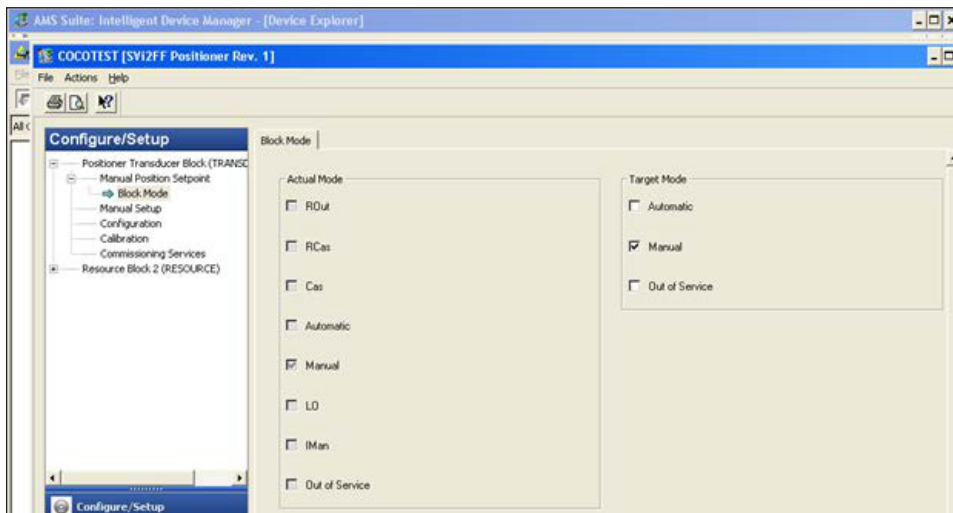 AMS Suite: Intelligent Device Manager - [Device Explorer]
COCOTEST [SVi2FF Positioner Rev. 1]
File Actions Help
Configure/Setup
Positioner Transducer Block (TRANSD
Manual Position Setpoint
Block Mode
Manual Setup
Configuration
Calibration
Commissioning Services
Resource Block 2 (RESOURCE)
Configure/Setup
Block Mode
Actual Mode
ROut
RCas
Cas
Automatic
Manual
LO
IMan
Out of Service
Target Mode
Automatic
Manual
Out of Service